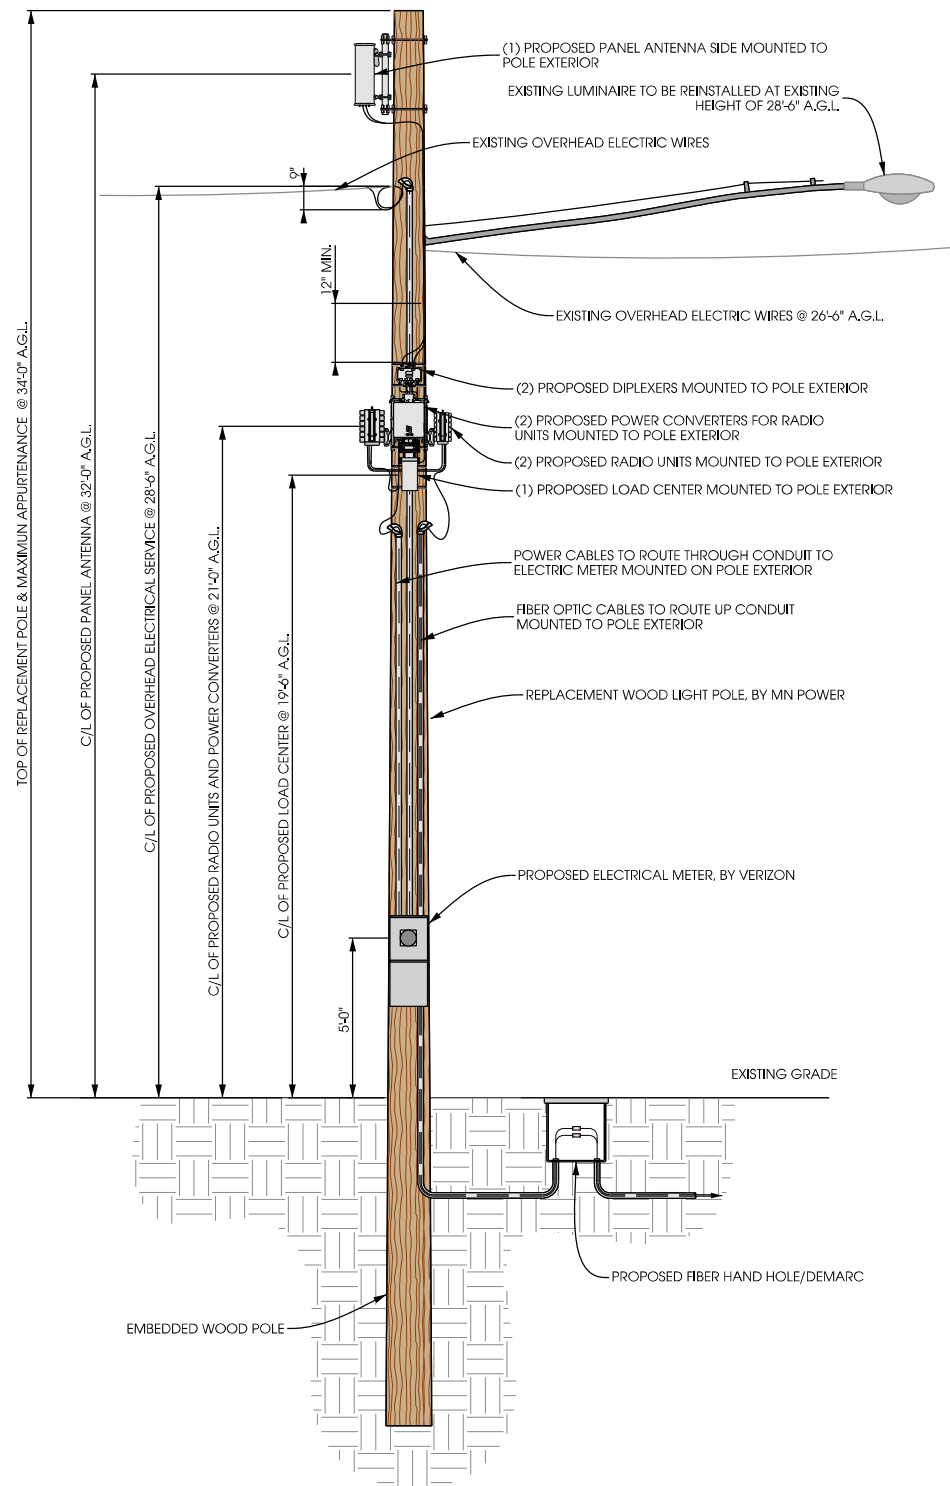 (1) PROPOSED PANEL ANTENNA SIDE MOUNTED TO
POLE EXTERIOR
EXISTING LUMINAIRE TO BE REINSTALLED AT EXISTING
HEIGHT OF 28'-6" A.G.L.
EXISTING OVERHEAD ELECTRIC WIRES
9"
12" MIN.
EXISTING OVERHEAD ELECTRIC WIRES @ 26'-6" A.G.L.
(2) PROPOSED DIPLEXERS MOUNTED TO POLE EXTERIOR
(2) PROPOSED POWER CONVERTERS FOR RADIO
UNITS MOUNTED TO POLE EXTERIOR
(2) PROPOSED RADIO UNITS MOUNTED TO POLE EXTERIOR
(1) PROPOSED LOAD CENTER MOUNTED TO POLE EXTERIOR
POWER CABLES TO ROUTE THROUGH CONDUIT TO
ELECTRIC METER MOUNTED ON POLE EXTERIOR
FIBER OPTIC CABLES TO ROUTE UP CONDUIT
MOUNTED TO POLE EXTERIOR
REPLACEMENT WOOD LIGHT POLE, BY MN POWER
TOP OF REPLACEMENT POLE & MAXIMUN APPURTENANCE @ 34'-0" A.G.L.
C/L OF PROPOSED PANEL ANTENNA @ 32'-0" A.G.L.
C/L OF PROPOSED OVERHEAD ELECTRICAL SERVICE @ 28'-6" A.G.L.
C/L OF PROPOSED RADIO UNITS AND POWER CONVERTERS @ 21'-0" A.G.L.
C/L OF PROPOSED LOAD CENTER @ 19'-6" A.G.L.
PROPOSED ELECTRICAL METER, BY VERIZON
5'-0"
EXISTING GRADE
PROPOSED FIBER HAND HOLE/DEMARC
EMBEDDED WOOD POLE